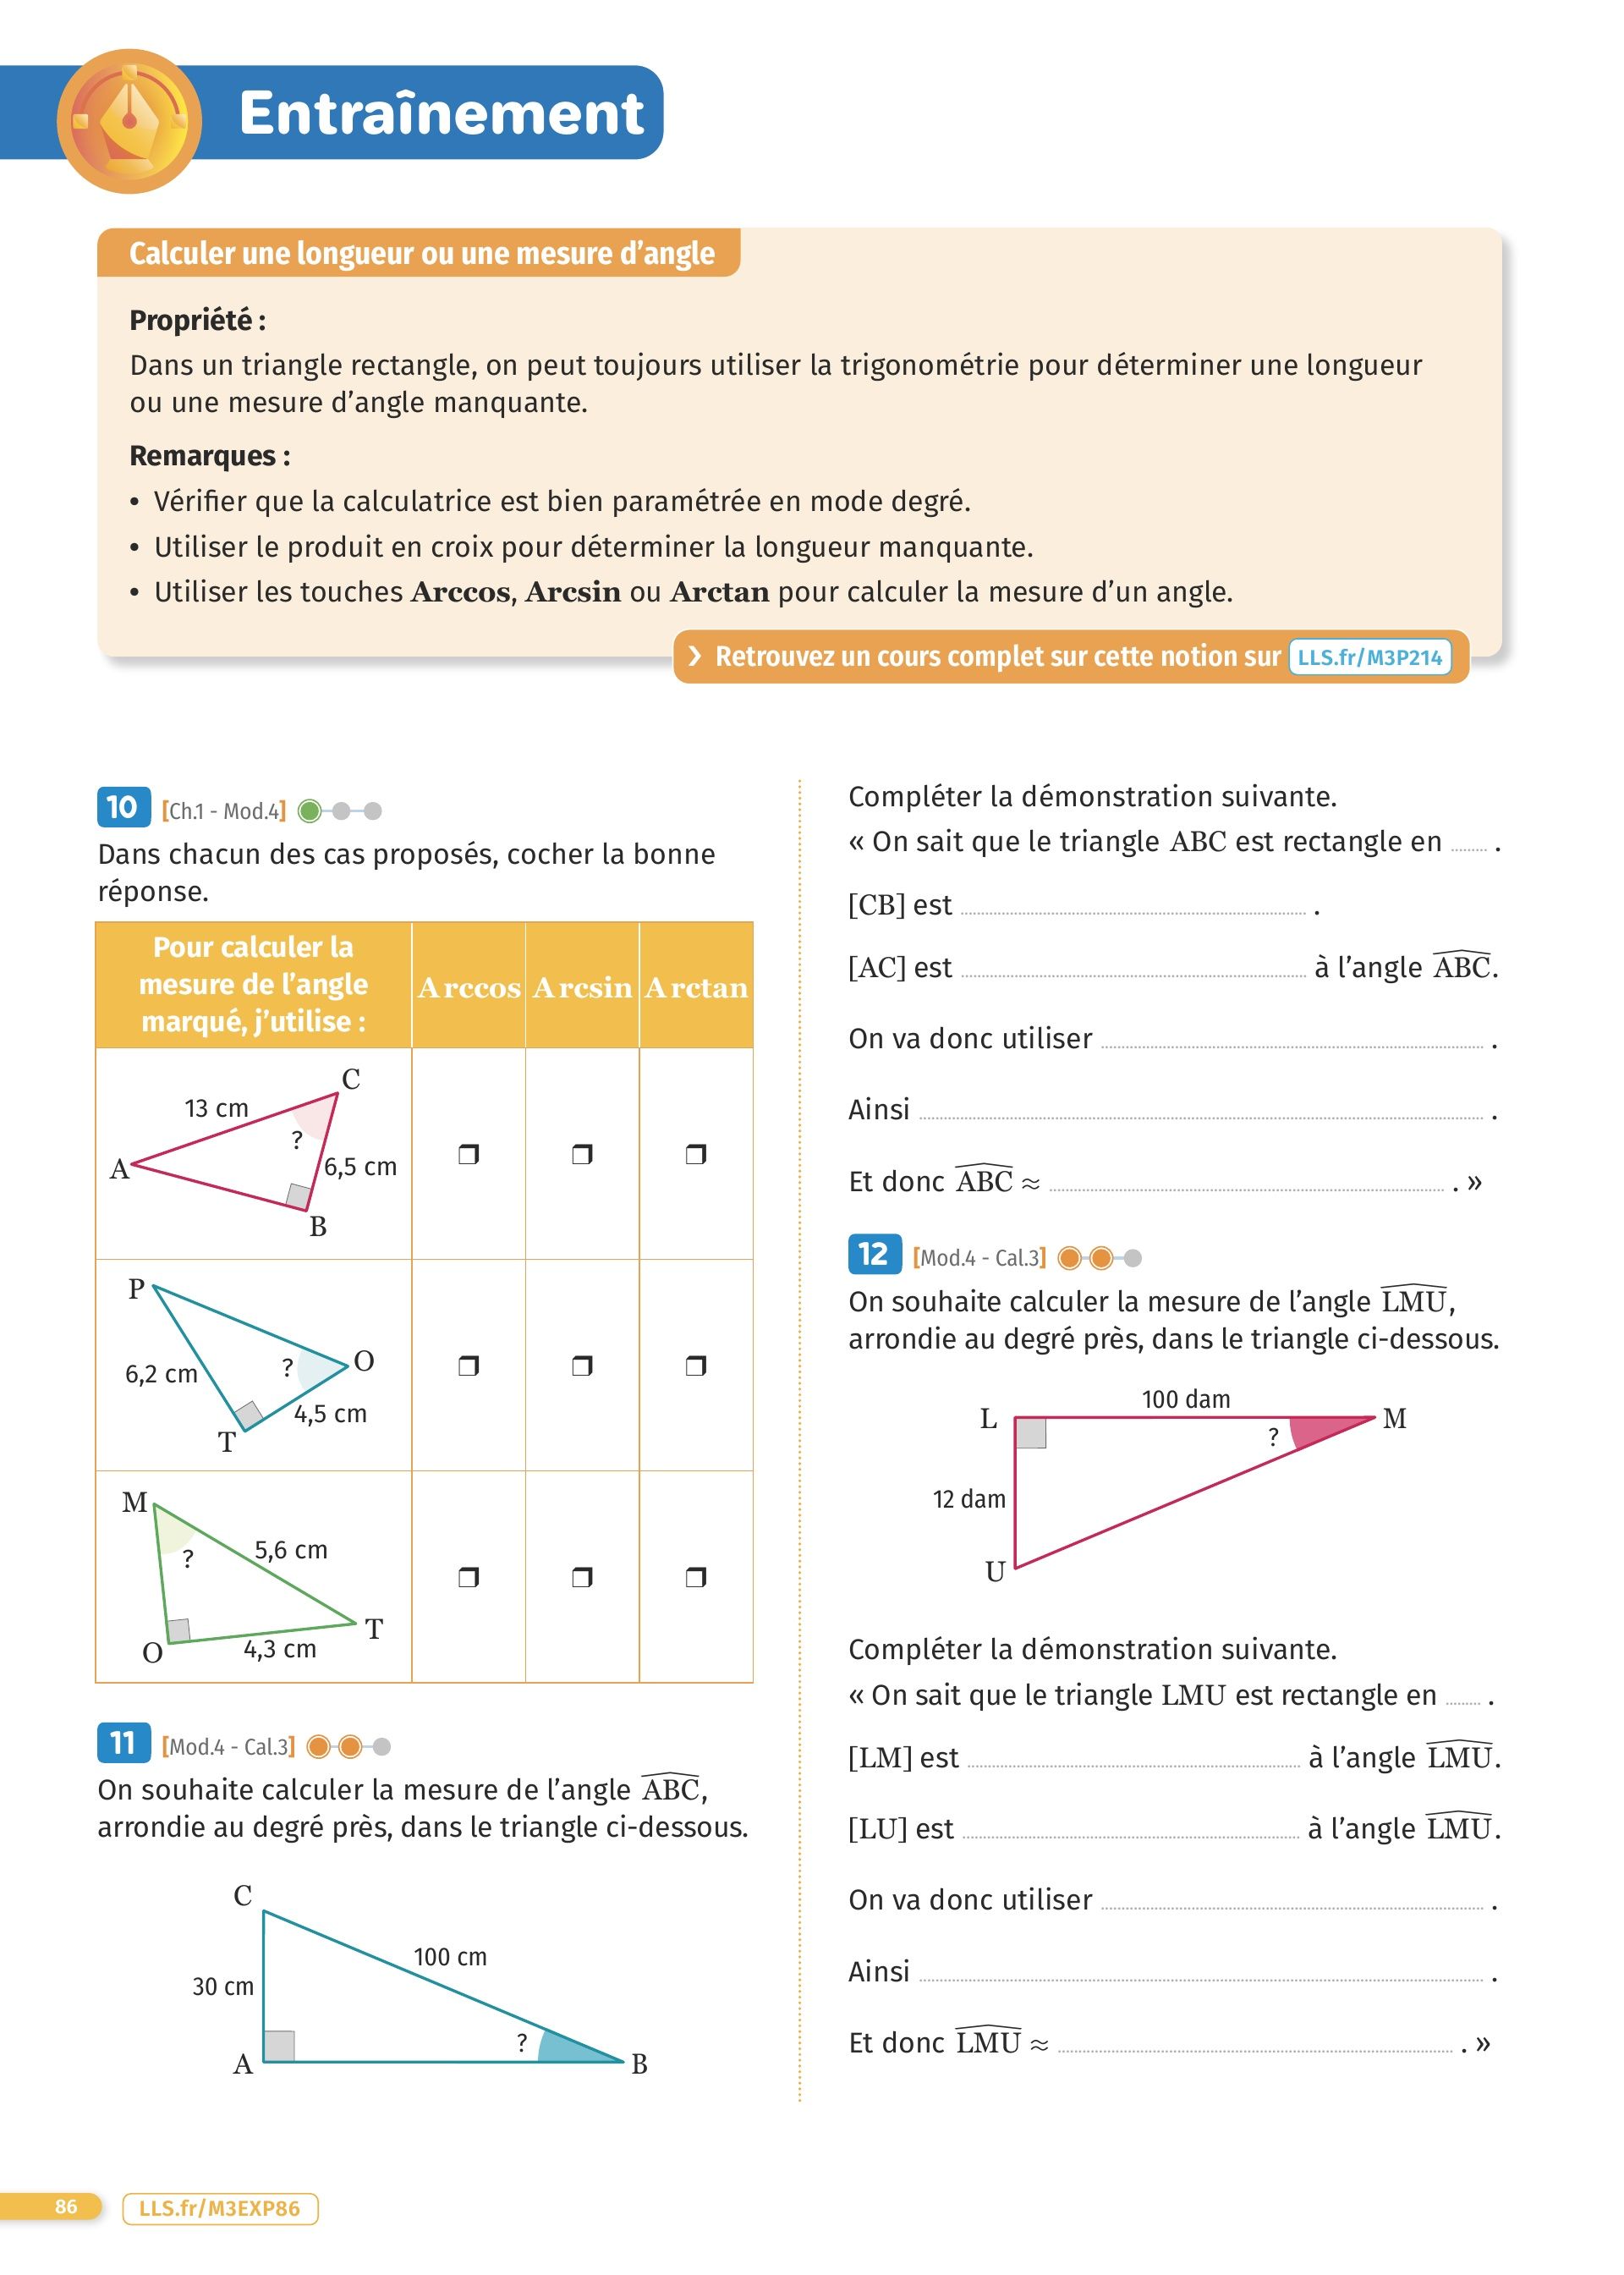 Entraînement
Calculer une longueur ou une mesure d’angle
Propriété :
Dans un triangle rectangle, on peut toujours utiliser la trigonométrie pour déterminer une longueur
ou une mesure d’angle manquante.
Remarques :
• Vérifier que la calculatrice est bien paramétrée en mode degré.
• Utiliser le produit en croix pour déterminer la longueur manquante.
• Utiliser les touches Arccos, Arcsin ou Arctan pour calculer la mesure d’un angle.
› Retrouvez un cours complet sur cette notion sur LLS.fr/M3P214
10 [Ch.1 - Mod.4]
Dans chacun des cas proposés, cocher la bonne
réponse.
Pour calculer la
mesure de l’angle
marqué, j’utilise :
Arccos Arcsin Arctan
C
13 cm
?
A
6,5 cm
B
❒ ❒ ❒
P
O
?
6,2 cm
4,5 cm
T
❒ ❒ ❒
M
5,6 cm
?
T
O
4,3 cm
❒ ❒ ❒
11 [Mod.4 - Cal.3]
On souhaite calculer la mesure de l’angle ABC,
arrondie au degré près, dans le triangle ci-dessous.
C
100 cm
30 cm
?
A
B
Compléter la démonstration suivante.
« On sait que le triangle ABC est rectangle en ........ .
[CB] est ........................................ .
[AC] est ........................................ à l’angle ABC.
On va donc utiliser ........................................ .
Ainsi ........................................ .
Et donc ABC ≈ ........................................ . »
12 [Mod.4 - Cal.3]
On souhaite calculer la mesure de l’angle LMU,
arrondie au degré près, dans le triangle ci-dessous.
100 dam
L
M
?
12 dam
U
Compléter la démonstration suivante.
« On sait que le triangle LMU est rectangle en ........ .
[LM] est ........................................ à l’angle LMU.
[LU] est ........................................ à l’angle LMU.
On va donc utiliser ........................................ .
Ainsi ........................................ .
Et donc LMU ≈ ........................................ . »
86
LLS.fr/M3EXP86